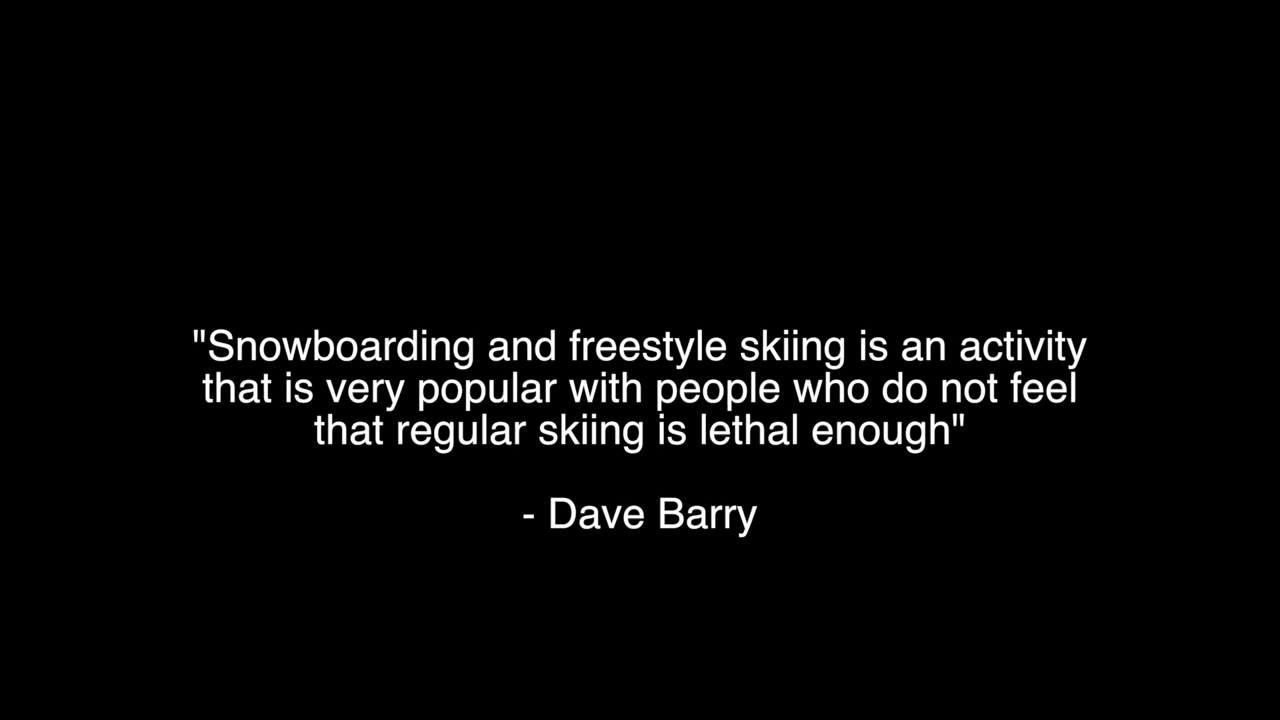 "Snowboarding and freestyle skiing is an activity
that is very popular with people who do not feel
that regular skiing is lethal enough"
- Dave Barry